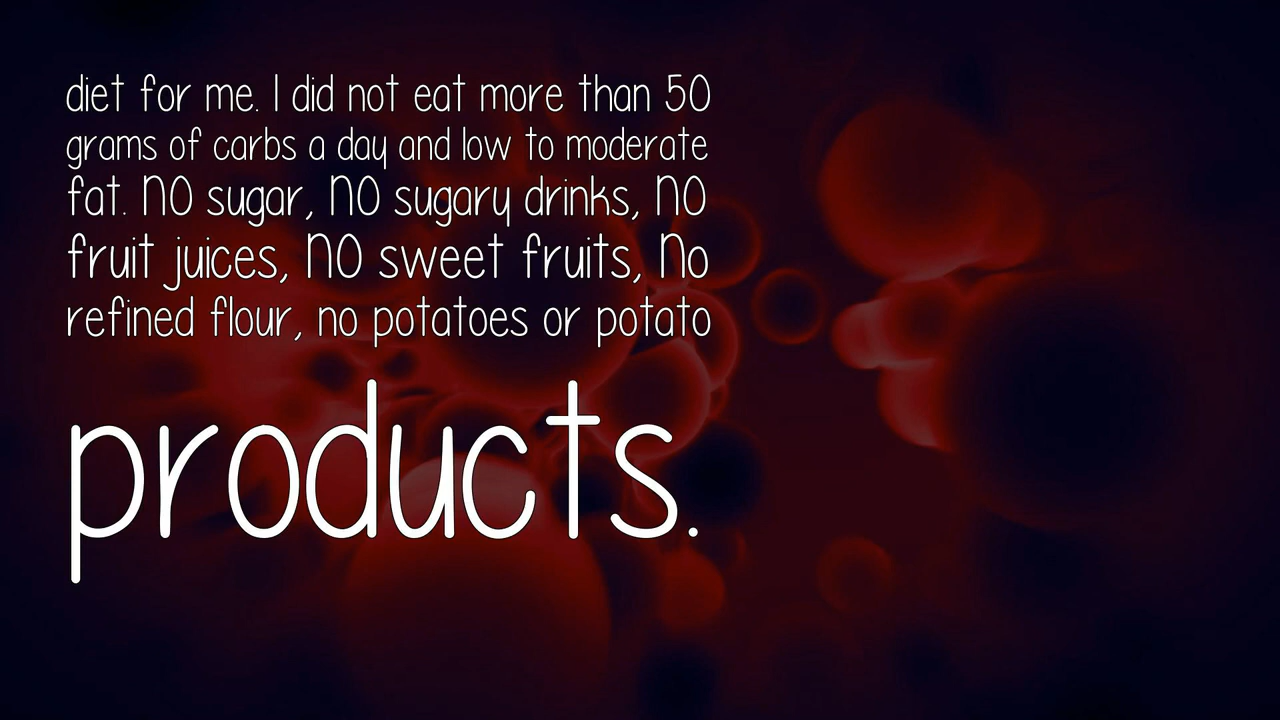 diet for me. I did not eat more than 50
grams of carbs a day and low to moderate
fat. NO sugar, NO sugary drinks, NO
fruit juices, NO sweet fruits, No
refined flour, no potatoes or potato
products.